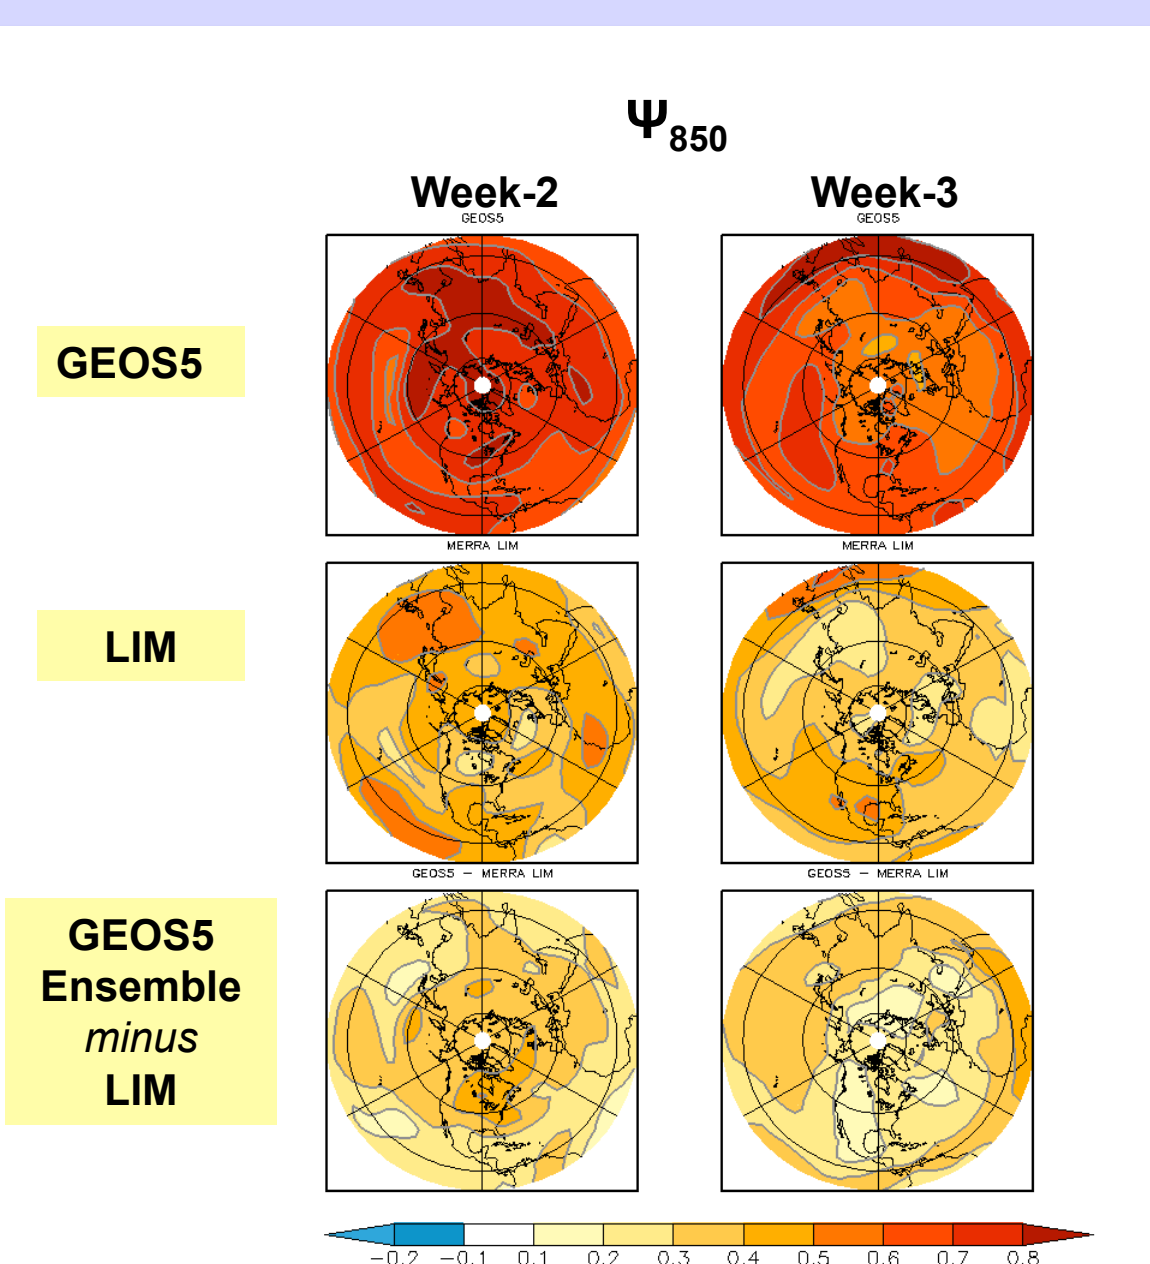 Ψ850
Week-2
Week-3
GEOS5
GEOS5
GEOS5
MERRA LIM
MERRA LIM
LIM
GEOS5 – MERRA LIM
GEOS5 – MERRA LIM
GEOS5
Ensemble
minus
LIM
−0.2 −0.1 0.1 0.2 0.3 0.4 0.5 0.6 0.7 0.8